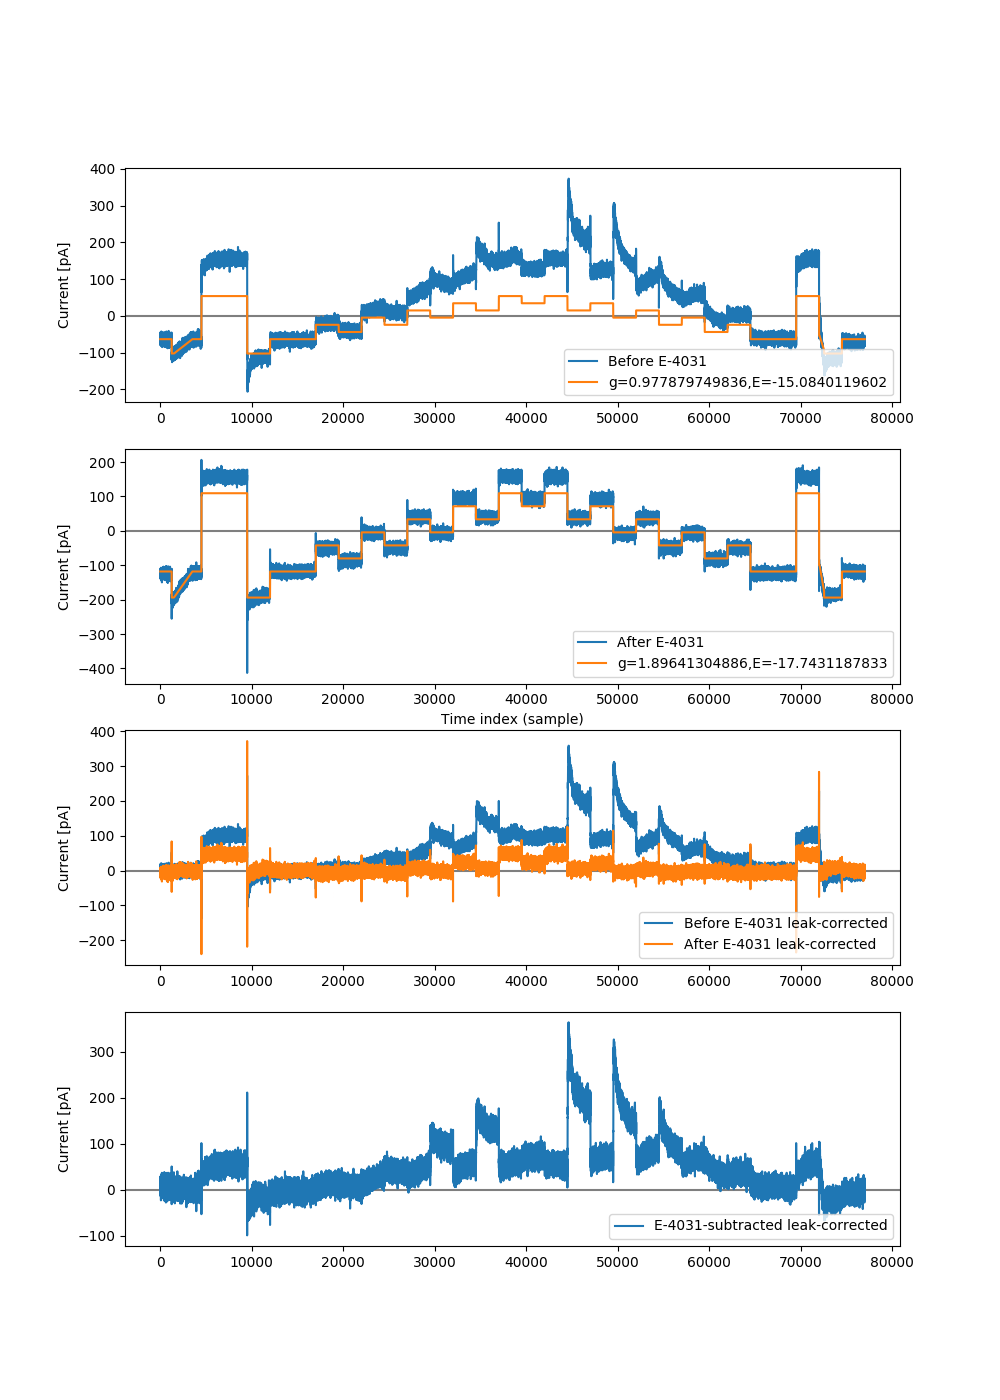 400
300
200
100
0
−100
−200
Current [pA]
Before E-4031
g=0.977879749836,E=-15.0840119602
0 10000 20000 30000 40000 50000 60000 70000 80000
200
100
0
−100
−200
−300
−400
Current [pA]
After E-4031
g=1.89641304886,E=-17.7431187833
0 10000 20000 30000 40000 50000 60000 70000 80000
Time index (sample)
400
300
200
100
0
−100
−200
Current [pA]
Before E-4031 leak-corrected
After E-4031 leak-corrected
0 10000 20000 30000 40000 50000 60000 70000 80000
300
200
100
0
−100
Current [pA]
E-4031-subtracted leak-corrected
0 10000 20000 30000 40000 50000 60000 70000 80000